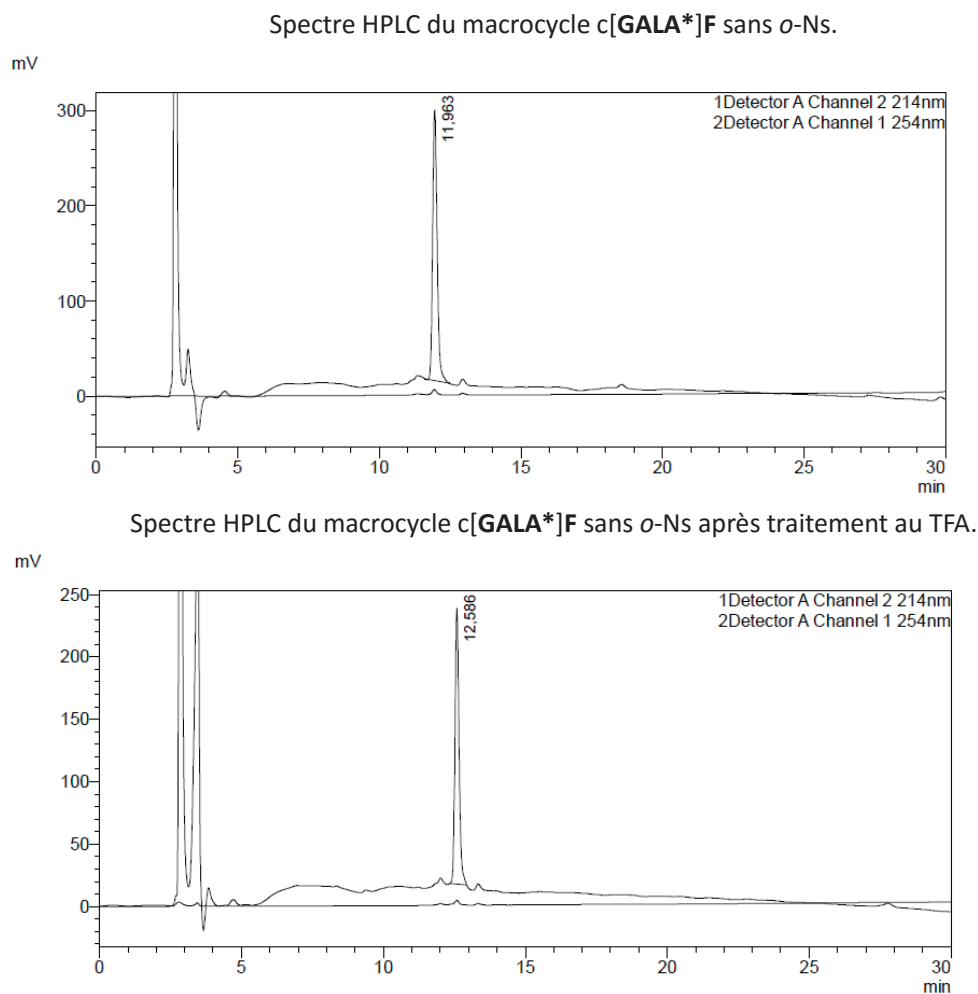 Spectre HPLC du macrocycle c[GALA*]F sans o-Ns.
mV
300
200
100
0
11,963
1Detector A Channel 2 214nm
2Detector A Channel 1 254nm
0 5 10 15 20 25 30
min
Spectre HPLC du macrocycle c[GALA*]F sans o-Ns après traitement au TFA.
mV
250
200
150
100
50
0
12,586
1Detector A Channel 2 214nm
2Detector A Channel 1 254nm
0 5 10 15 20 25 30
min